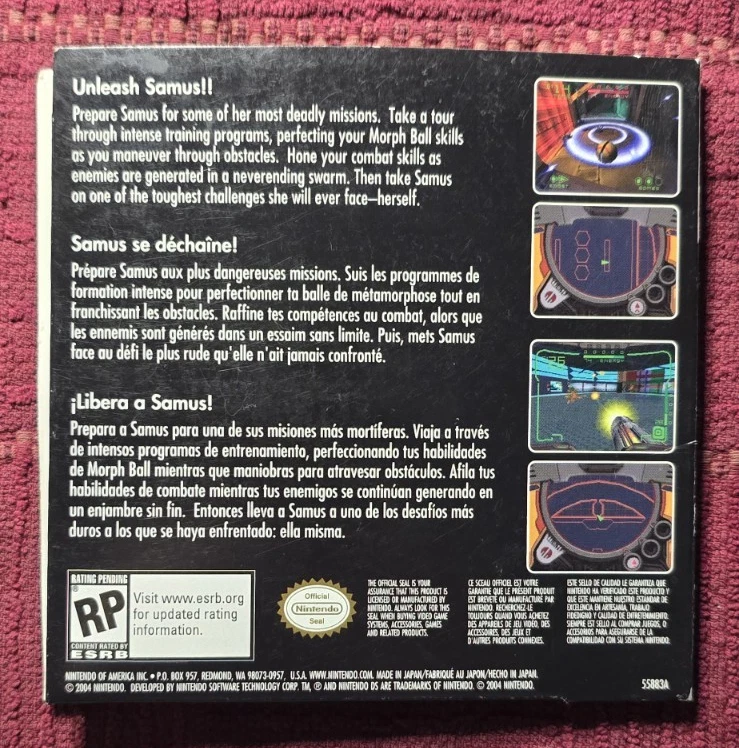 Unleash Samus!!
Prepare Samus for some of her most deadly missions. Take a tour
through intense training programs, perfecting your Morph Ball skills
as you maneuver through obstacles. Hone your combat skills as
enemies are generated in a neverending swarm. Then take Samus
on one of the toughest challenges she will ever face—herself.
Samus se déchaîne!
Prépare Samus aux plus dangereuses missions. Suis les programmes de
formation intense pour perfectionner ta balle de métamorphose tout en
franchissant les obstacles. Raffine tes compétences au combat, alors que
les ennemis sont générés dans un essaim sans limite. Puis, mets Samus
face au défi le plus rude qu'elle n'ait jamais confronté.
¡Libera a Samus!
Prepara a Samus para una de sus misiones más mortíferas. Viaja a través
de intensos programas de entrenamiento, perfeccionando tus habilidades
de Morph Ball mientras que maniobras para atravesar obstáculos. Afila tus
habilidades de combate mientras tus enemigos se continúan generando en
un enjambre sin fin. Entonces lleva a Samus a uno de los desafíos más
duros a los que se haya enfrentado: ella misma.
RATING PENDING
RP
CONTENT RATED BY
ESRB
Visit www.esrb.org
for updated rating
information.
Official
Nintendo
Seal
THE OFFICIAL SEAL IS YOUR
ASSURANCE THAT THIS PRODUCT IS
LICENSED OR MANUFACTURED BY
NINTENDO. ALWAYS LOOK FOR THIS
SEAL WHEN BUYING VIDEO GAME
SYSTEMS, ACCESSORIES, GAMES
AND RELATED PRODUCTS.
CE SCEAU OFFICIEL EST VOTRE
GARANTIE QUE LE PRÉSENT PRODUIT
EST BREVETÉ OU MANUFACTURÉ PAR
NINTENDO. RECHERCHEZ-LE
TOUJOURS QUAND VOUS ACHETEZ
DES APPAREILS DE JEU VIDÉO, DES
ACCESSOIRES, DES JEUX ET
D'AUTRES PRODUITS CONNEXES.
ESTE SELLO DE CALIDAD LE GARANTIZA QUE
NINTENDO HA VERIFICADO ESTE PRODUCTO Y
QUE ESTE MANTIENE NUESTRO ESTÁNDAR DE
EXCELENCIA EN ARTESANIA, TRABAJO
FIDEDIGNO Y CALIDAD DE ENTRETENIMIENTO.
SIEMPRE EXIJA ESTE SELLO AL COMPRAR JUEGOS, O
ACCESORIOS PARA ASEGURARSE DE LA
COMPATIBILIDAD CON SU SISTEMA NINTENDO.
NINTENDO OF AMERICA INC. • P.O. BOX 957, REDMOND, WA 98073-0957, U.S.A. WWW.NINTENDO.COM. MADE IN JAPAN/FABRIQUÉ AU JAPON/HECHO IN JAPAN.
© 2004 NINTENDO. DEVELOPED BY NINTENDO SOFTWARE TECHNOLOGY CORP. TM, ® AND NINTENDO DS ARE TRADEMARKS OF NINTENDO. © 2004 NINTENDO.
55883A